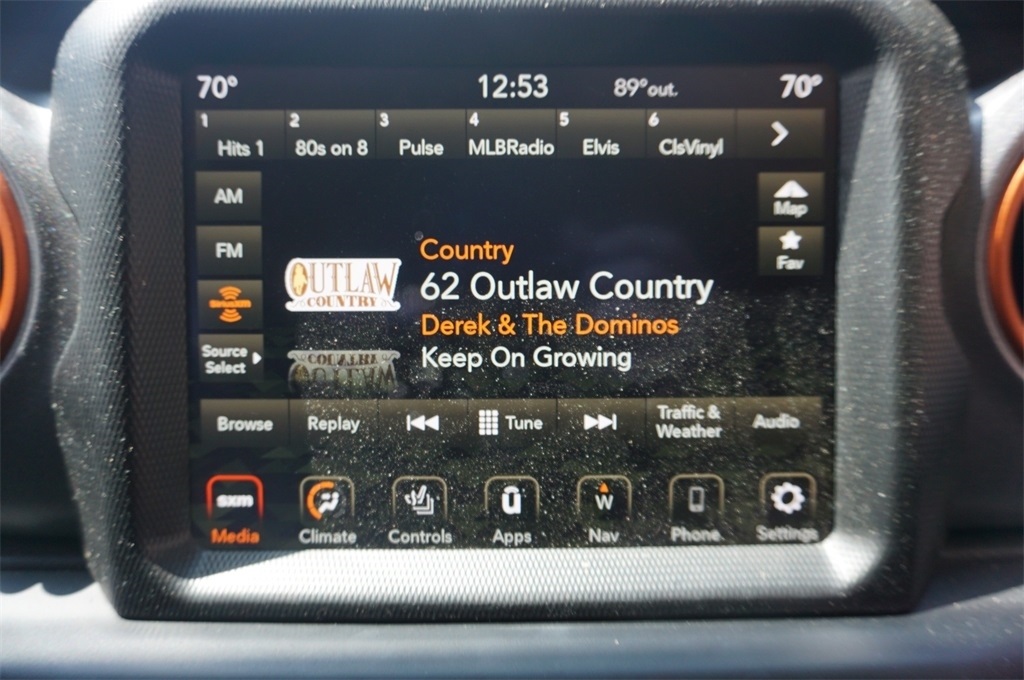 70° 12:53 89°out. 70°
1 2 3 4 5 6
Hits 1 80s on 8 Pulse MLBRadio Elvis ClsVinyl
AM
Map
FM
Fav
Country
OUTLAW
COUNTRY
62 Outlaw Country
siriusxm
Derek & The Dominos
Source
Select
Keep On Growing
Browse Replay Tune Traffic &
Weather Audio
sxm
W
Media Climate Controls Apps Nav Phone Settings